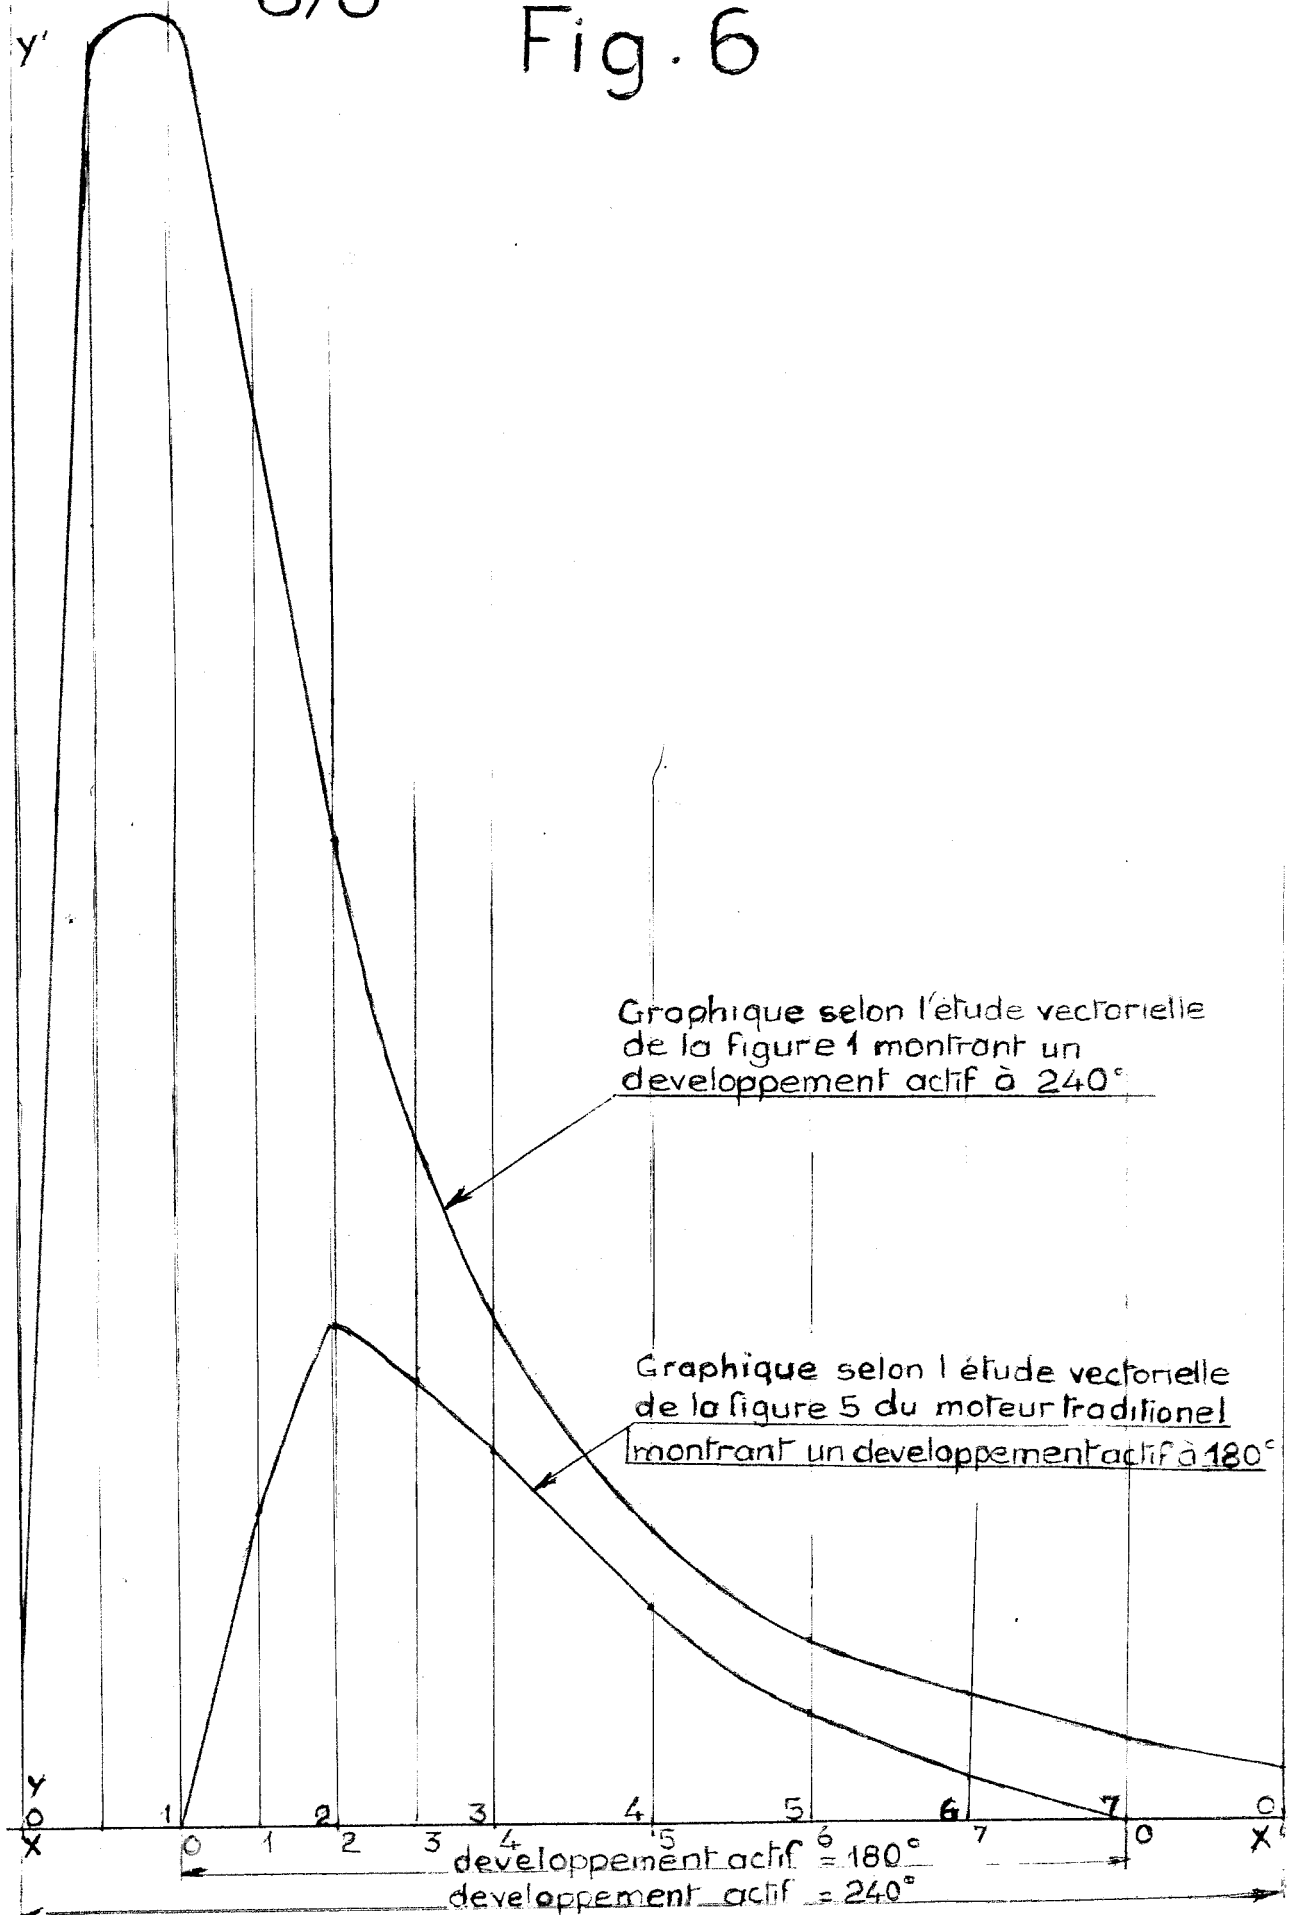 Fig. 6
y'
Graphique selon l'étude vectorielle
de la figure 1 montrant un
developpement actif à 240°
Graphique selon l étude vectorielle
de la figure 5 du moteur traditionel
montrant un developpement actif à 180°
y
0 1 2 3 4 5 6 7 0
X 0 1 2 3 4 5 6 7 0 X'
developpement actif = 180°
developpement actif = 240°